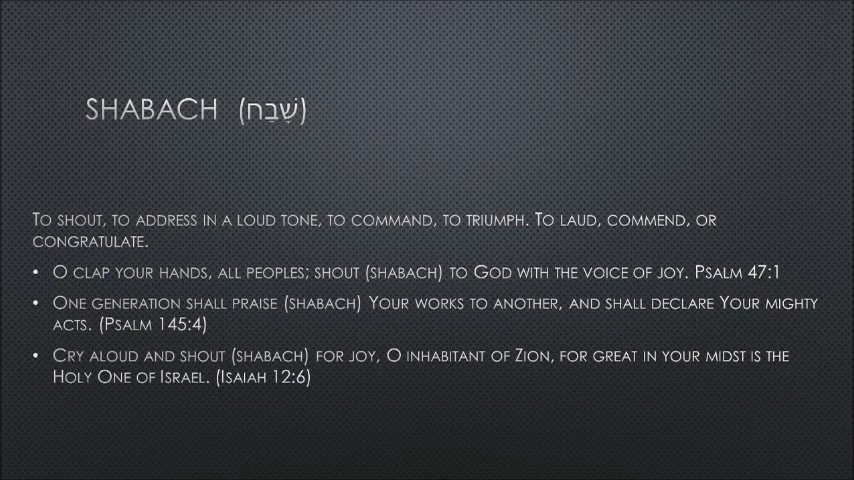 SHABACH (שָׁבַח)
TO SHOUT, TO ADDRESS IN A LOUD TONE, TO COMMAND, TO TRIUMPH. TO LAUD, COMMEND, OR
CONGRATULATE.
• O CLAP YOUR HANDS, ALL PEOPLES; SHOUT (SHABACH) TO GOD WITH THE VOICE OF JOY. PSALM 47:1
• ONE GENERATION SHALL PRAISE (SHABACH) YOUR WORKS TO ANOTHER, AND SHALL DECLARE YOUR MIGHTY
ACTS. (PSALM 145:4)
• CRY ALOUD AND SHOUT (SHABACH) FOR JOY, O INHABITANT OF ZION, FOR GREAT IN YOUR MIDST IS THE
HOLY ONE OF ISRAEL. (ISAIAH 12:6)